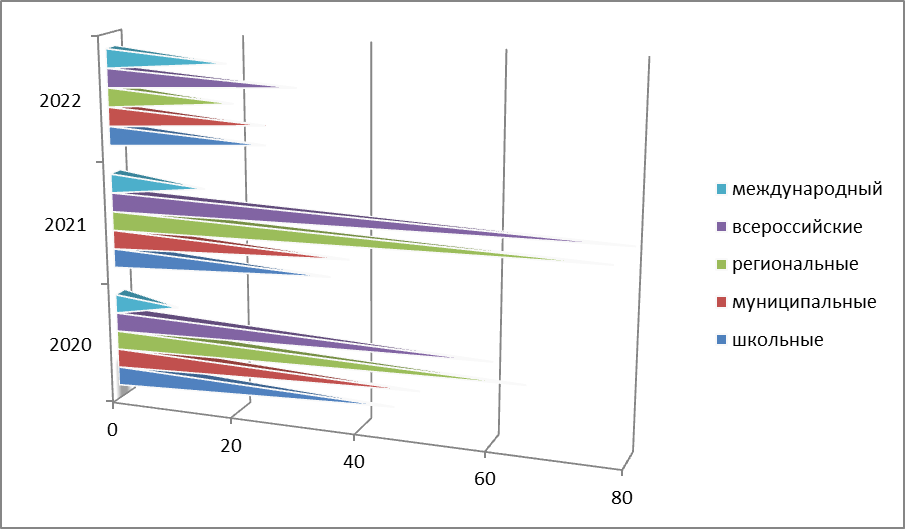 2022
2021
2020
0
20
40
60
80
международный
всероссийские
региональные
муниципальные
школьные